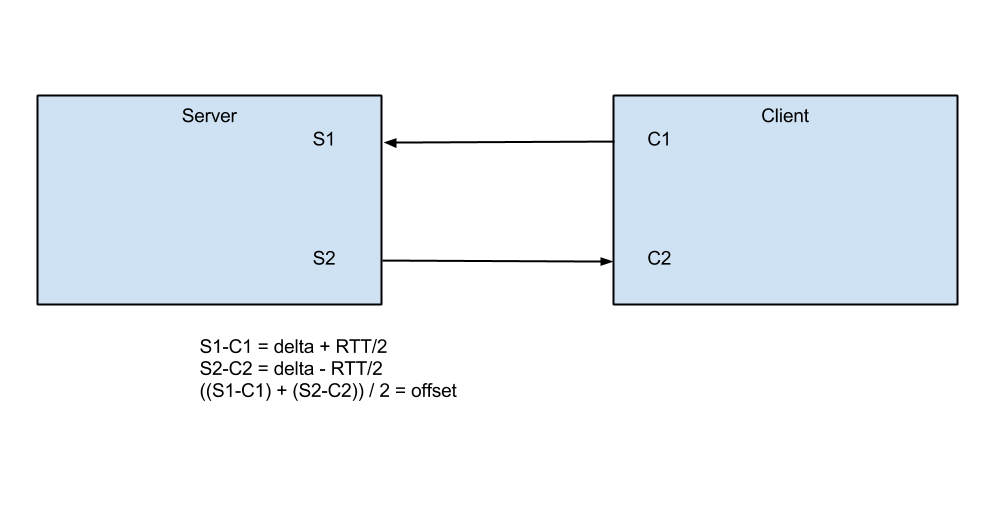 Server
Client
S1
C1
S2
C2
S1-C1 = delta + RTT/2
S2-C2 = delta - RTT/2
((S1-C1) + (S2-C2)) / 2 = offset